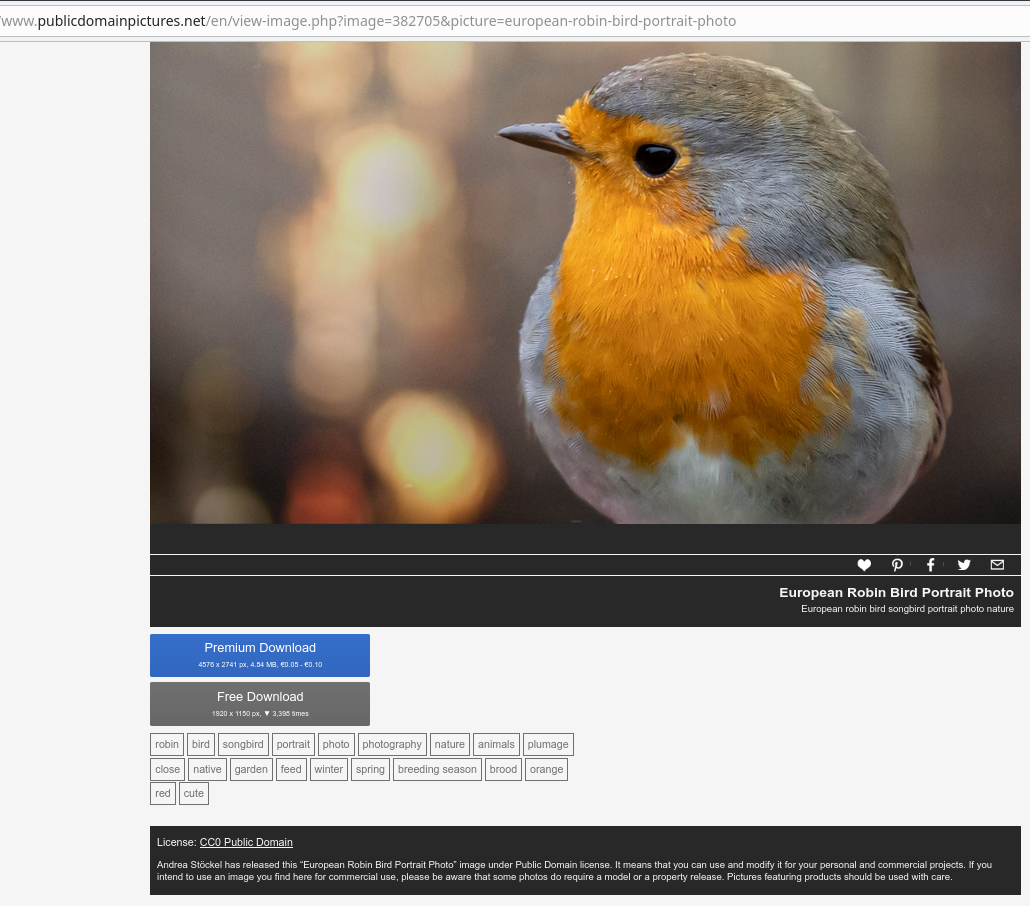 /www.publicdomainpictures.net/en/view-image.php?image=382705&picture=european-robin-bird-portrait-photo
European Robin Bird Portrait Photo
European robin bird songbird portrait photo nature
Premium Download
4576 x 2741 px, 4.54 MB, €0.05 - €0.10
Free Download
1920 x 1150 px, ▼ 3,398 times
robin bird songbird portrait photo photography nature animals plumage
close native garden feed winter spring breeding season brood orange
red cute
License: CC0 Public Domain
Andrea Stöckel has released this “European Robin Bird Portrait Photo” image under Public Domain license. It means that you can use and modify it for your personal and commercial projects. If you
intend to use an image you find here for commercial use, please be aware that some photos do require a model or a property release. Pictures featuring products should be used with care.